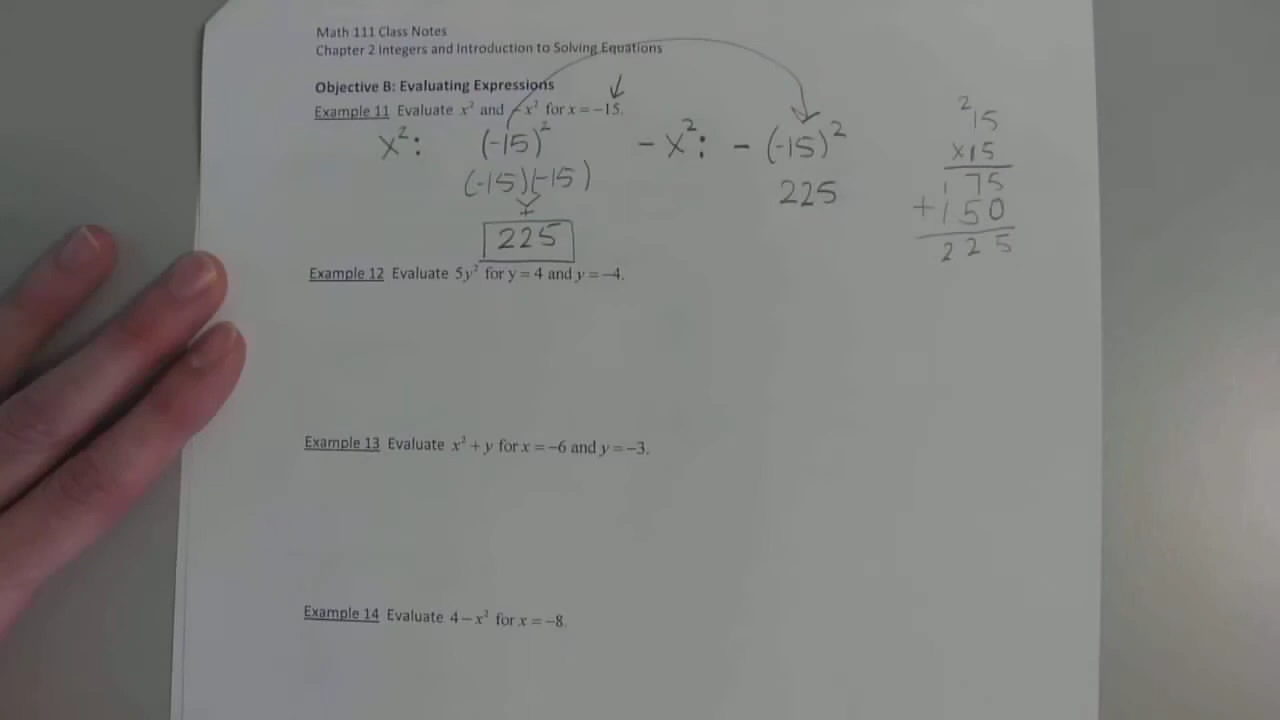 Math 111 Class Notes
Chapter 2 Integers and Introduction to Solving Equations
Objective B: Evaluating Expressions
Example 11 Evaluate x² and −x² for x = −15.
x²: (-15)² - x²: - (-15)²
(-15)(-15) 225
+
225
2
15
x15
1 75
+150
225
Example 12 Evaluate 5y² for y = 4 and y = −4.
Example 13 Evaluate x² + y for x = −6 and y = −3.
Example 14 Evaluate 4 − x² for x = −8.